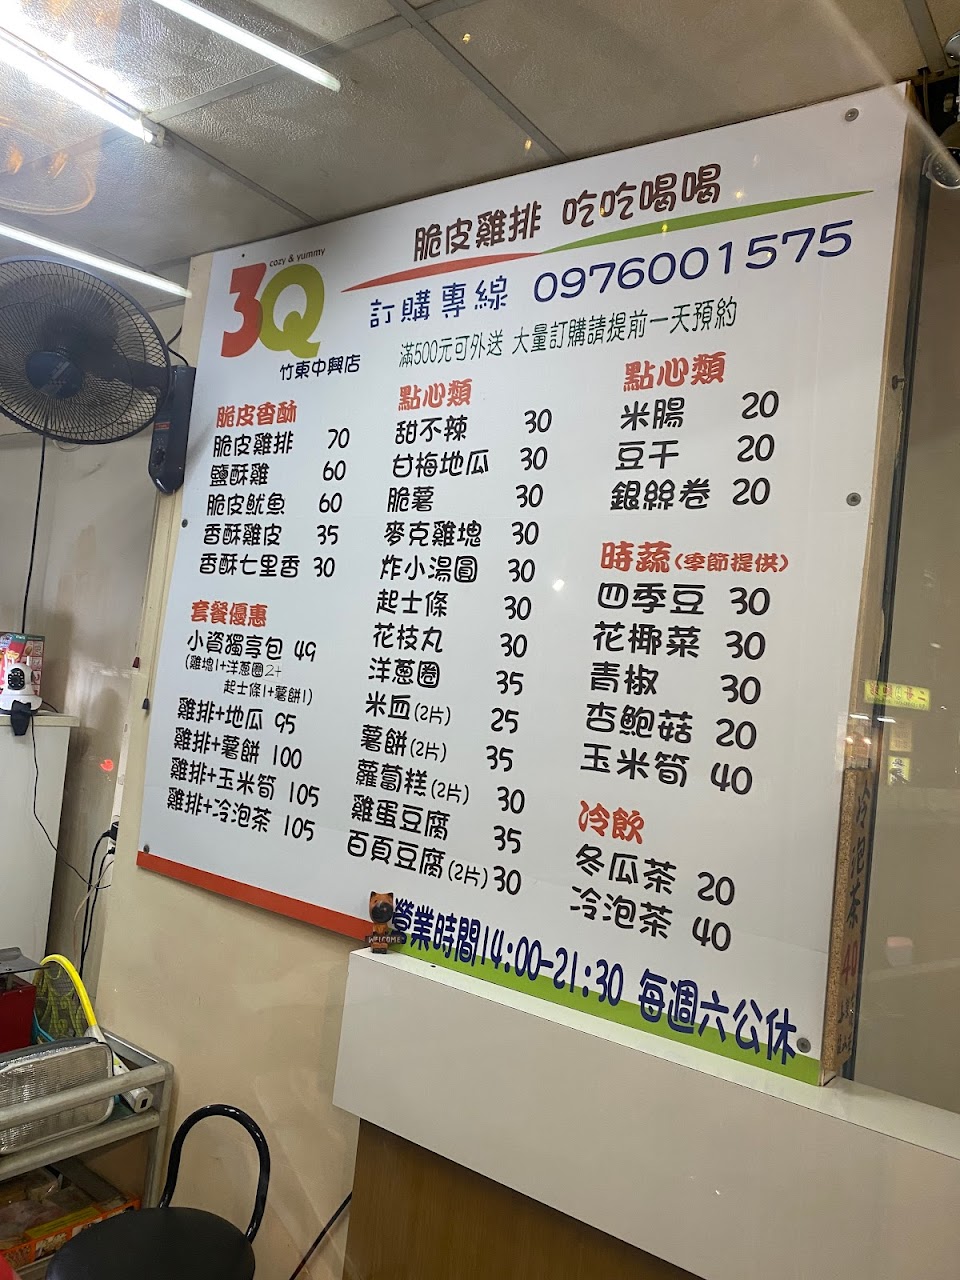 脆皮雞排 吃吃喝喝
cozy & yummy
3Q
竹東中興店
訂購專線 0976001575
滿500元可外送 大量訂購請提前一天預約
脆皮香酥
脆皮雞排 70
鹽酥雞 60
脆皮魷魚 60
香酥雞皮 35
香酥七里香 30
套餐優惠
小資獨享包 49
(雞塊1+洋蔥圈2+
起士條1+薯餅1)
雞排+地瓜 95
雞排+薯餅 100
雞排+玉米筍 105
雞排+冷泡茶 105
點心類
甜不辣 30
甘梅地瓜 30
脆薯 30
麥克雞塊 30
炸小湯圓 30
起士條 30
花枝丸 30
洋蔥圈 35
米血(2片) 25
薯餅(2片) 35
蘿蔔糕(2片) 30
雞蛋豆腐 35
百頁豆腐(2片) 30
點心類
米腸 20
豆干 20
銀絲卷 20
時蔬(季節提供)
四季豆 30
花椰菜 30
青椒 30
杏鮑菇 20
玉米筍 40
冷飲
冬瓜茶 20
冷泡茶 40
營業時間14:00-21:30 每週六公休
WELCOME
冷泡茶 40